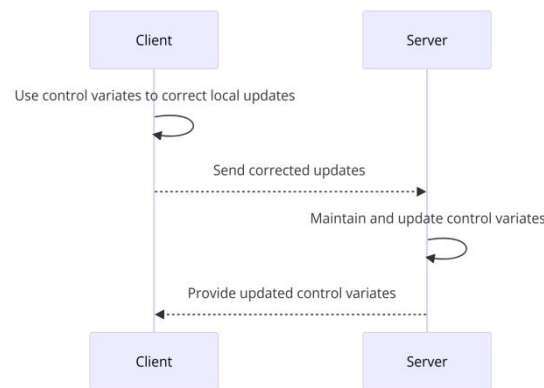 Client
Server
Use control variates to correct local updates
Send corrected updates
Maintain and update control variates
Provide updated control variates
Client
Server